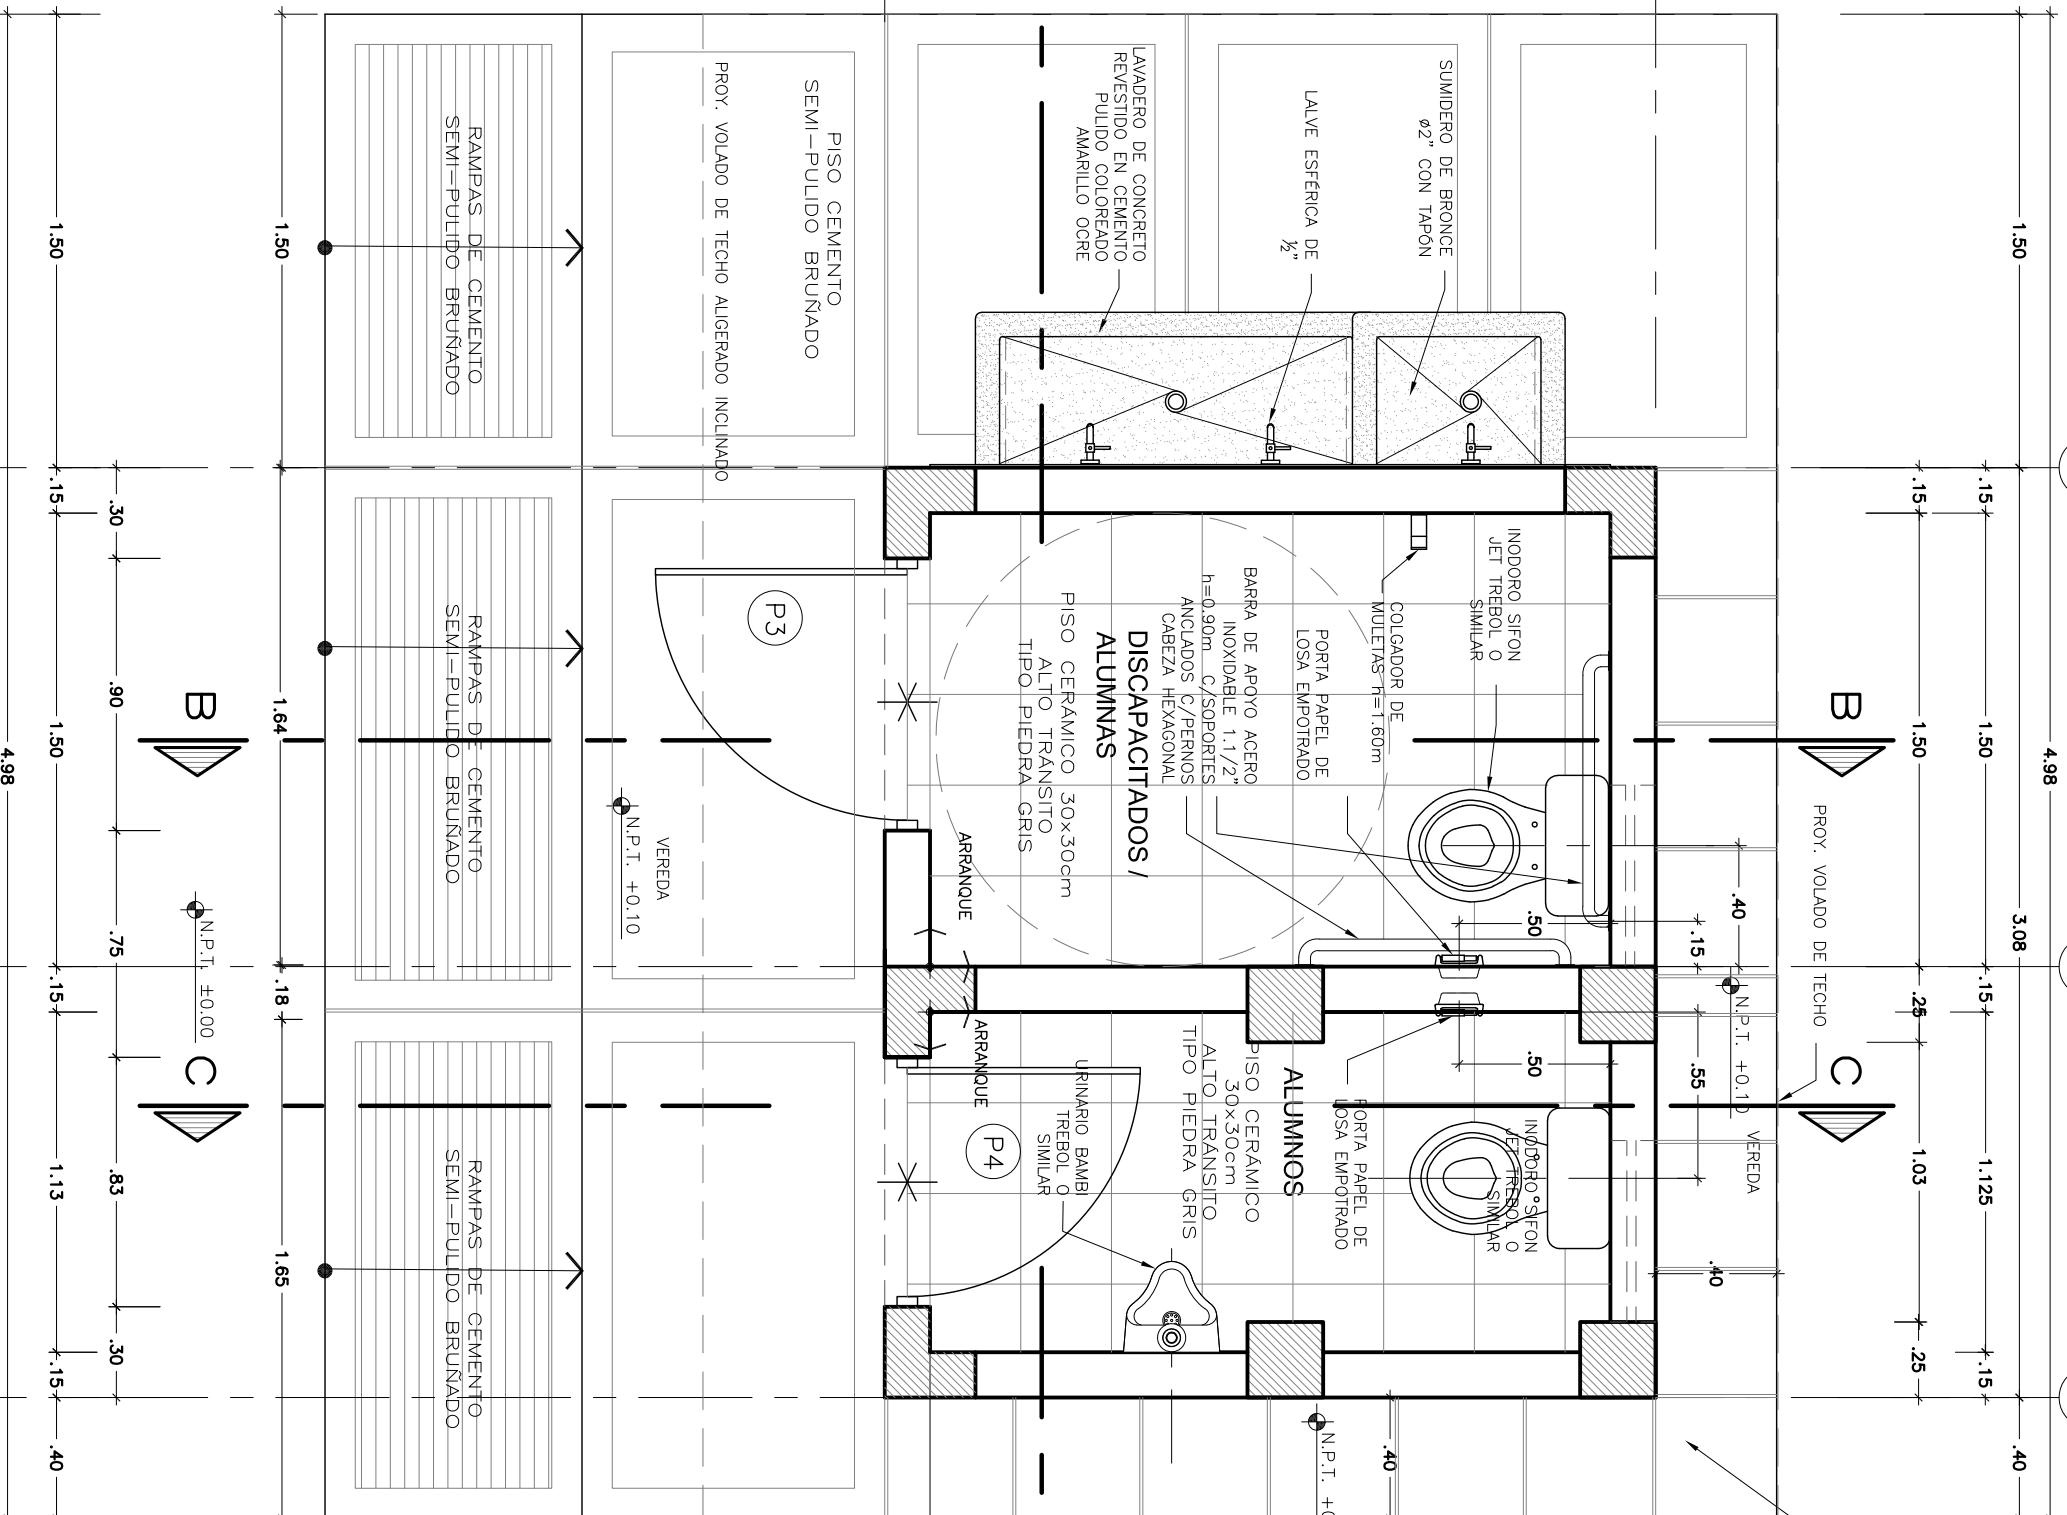 1.50
.15
1.50
.15
1.13
.15
.40
4.98
.30
.90
.75
.83
.30
1.50
1.64
.18
1.65
B
C
N.P.T. ±0.00
RAMPAS DE CEMENTO
SEMI-PULIDO BRUÑADO
RAMPAS DE CEMENTO
SEMI-PULIDO BRUÑADO
RAMPAS DE CEMENTO
SEMI-PULIDO BRUÑADO
PISO CEMENTO
SEMI-PULIDO BRUÑADO
PROY. VOLADO DE TECHO ALIGERADO INCLINADO
P3
VEREDA
N.P.T. +0.10
LAVADERO DE CONCRETO
REVESTIDO EN CEMENTO
PULIDO COLOREADO
AMARILLO OCRE
LALVE ESFÉRICA DE
½"
SUMIDERO DE BRONCE
ø2" CON TAPÓN
INODORO SIFON
JET TREBOL O
SIMILAR
COLGADOR DE
MULETAS h=1.60m
PORTA PAPEL DE
LOSA EMPOTRADO
BARRA DE APOYO ACERO
INOXIDABLE 1.1/2"
h=0.90m C/SOPORTES
ANCLADOS C/PERNOS
CABEZA HEXAGONAL
DISCAPACITADOS /
ALUMNAS
PISO CERÁMICO 30x30cm
ALTO TRÁNSITO
TIPO PIEDRA GRIS
ARRANQUE
ARRANQUE
P4
URINARIO BAMBI
TREBOL O
SIMILAR
ALUMNOS
PISO CERÁMICO
30x30cm
ALTO TRÁNSITO
TIPO PIEDRA GRIS
PORTA PAPEL DE
LOSA EMPOTRADO
INODORO SIFON
JET TREBOL O
SIMILAR
.50
.50
.40
.15
.55
.40
.40
N.P.T. +0.10
VEREDA
PROY. VOLADO DE TECHO
N.P.T.
B
C
.15
1.50
.25
1.03
.25
.15
1.50
.15
1.125
.15
1.50
3.08
.40
4.98